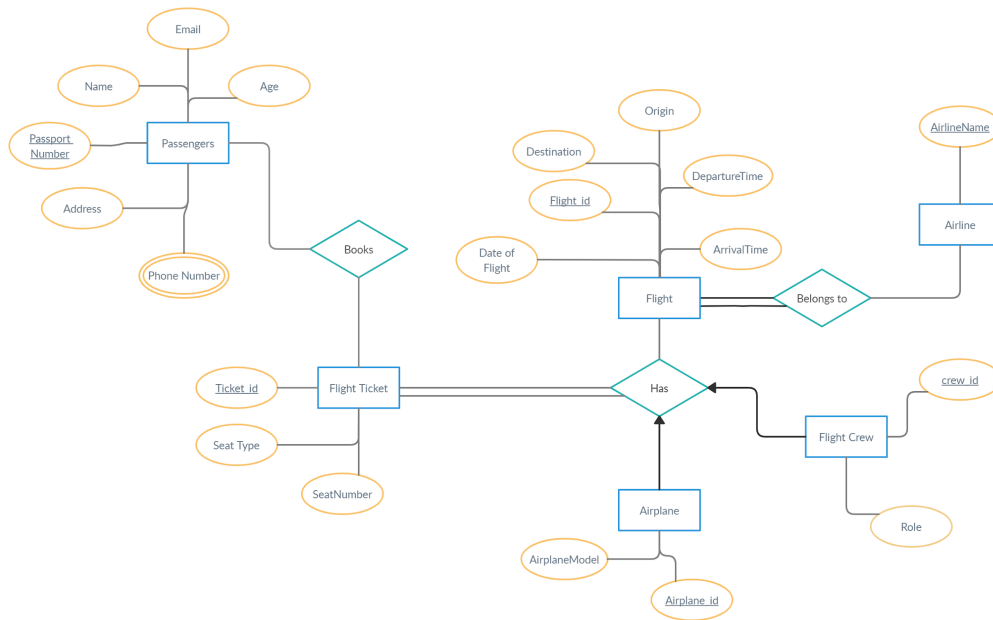 Email
Name
Age
Passport
Number
Passengers
Address
Phone Number
Books
Origin
Destination
DepartureTime
Flight_id
Date of
Flight
ArrivalTime
Flight
AirlineName
Airline
Belongs to
Ticket_id
Flight Ticket
Has
Seat Type
SeatNumber
crew_id
Flight Crew
Role
Airplane
AirplaneModel
Airplane_id